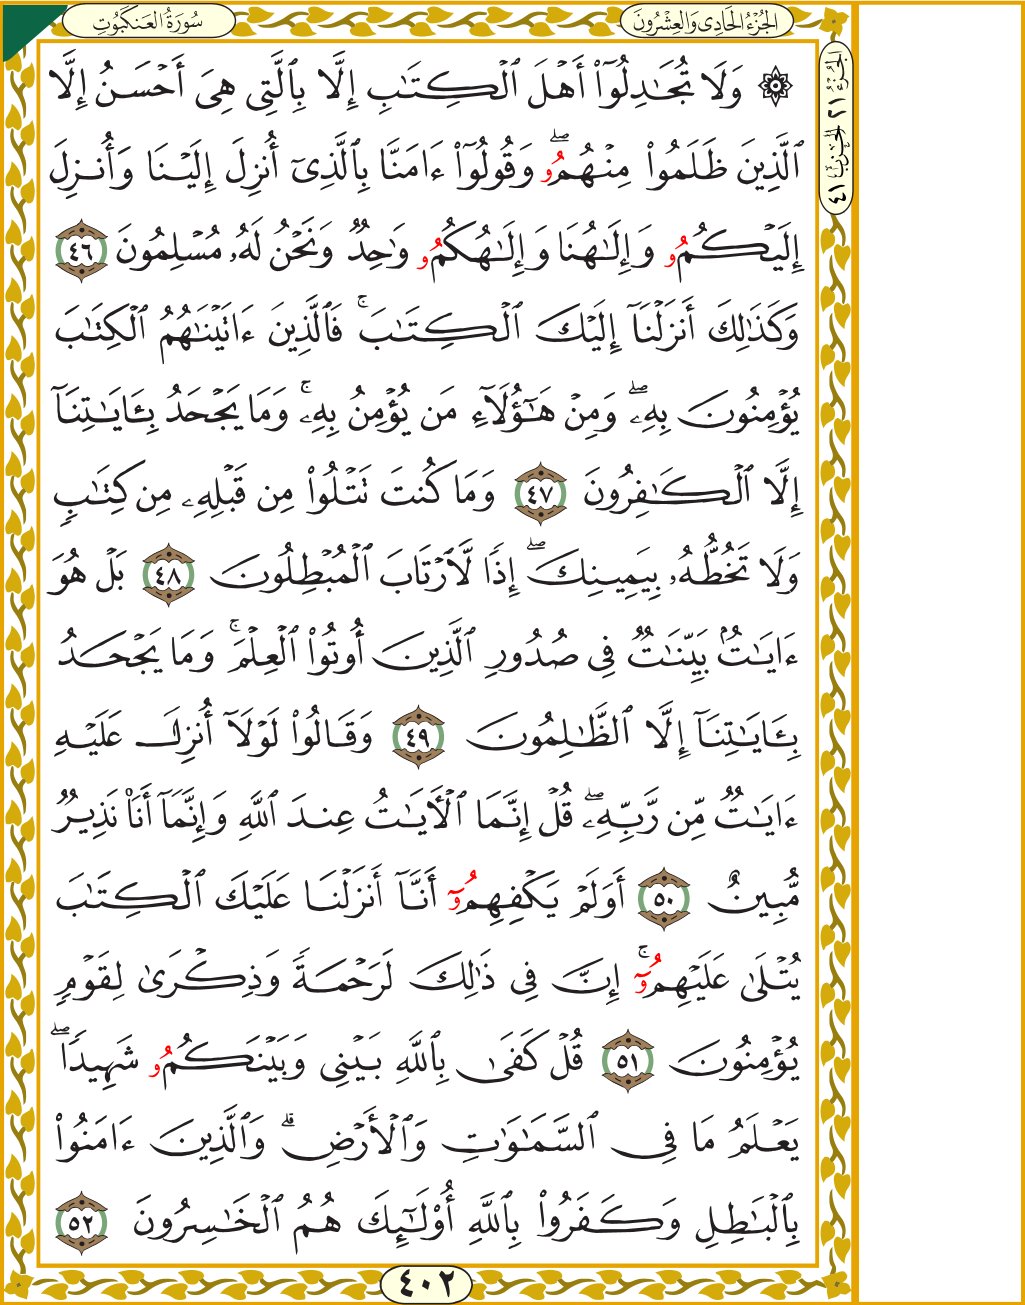 سُورَةُ العَنكَبُوتِ
الجُزْءُ الحَادِي وَالعِشْرُونَ
الجُزْءُ ٢١ الحِزْبُ ٤١
۞ وَلَا تُجَٰدِلُوٓاْ أَهْلَ ٱلْكِتَٰبِ إِلَّا بِٱلَّتِى هِىَ أَحْسَنُ إِلَّا
ٱلَّذِينَ ظَلَمُواْ مِنْهُمُۥۖ وَقُولُوٓاْ ءَامَنَّا بِٱلَّذِىٓ أُنزِلَ إِلَيْنَا وَأُنزِلَ
إِلَيْكُمُۥ وَإِلَٰهُنَا وَإِلَٰهُكُمُۥ وَٰحِدٌ وَنَحْنُ لَهُۥ مُسْلِمُونَ ٤٦
وَكَذَٰلِكَ أَنزَلْنَآ إِلَيْكَ ٱلْكِتَٰبَۚ فَٱلَّذِينَ ءَاتَيْنَٰهُمُ ٱلْكِتَٰبَ
يُؤْمِنُونَ بِهِۦۖ وَمِنْ هَٰٓؤُلَآءِ مَن يُؤْمِنُ بِهِۦۚ وَمَا يَجْحَدُ بِـَٔايَٰتِنَآ
إِلَّا ٱلْكَٰفِرُونَ ٤٧ وَمَا كُنتَ تَتْلُواْ مِن قَبْلِهِۦ مِن كِتَٰبٍ
وَلَا تَخُطُّهُۥ بِيَمِينِكَۖ إِذًا لَّٱرْتَابَ ٱلْمُبْطِلُونَ ٤٨ بَلْ هُوَ
ءَايَٰتٌۢ بَيِّنَٰتٌ فِى صُدُورِ ٱلَّذِينَ أُوتُواْ ٱلْعِلْمَۚ وَمَا يَجْحَدُ
بِـَٔايَٰتِنَآ إِلَّا ٱلظَّٰلِمُونَ ٤٩ وَقَالُواْ لَوْلَآ أُنزِلَ عَلَيْهِ
ءَايَٰتٌ مِّن رَّبِّهِۦۖ قُلْ إِنَّمَا ٱلْأٓيَٰتُ عِندَ ٱللَّهِ وَإِنَّمَآ أَنَا۠ نَذِيرٌ
مُّبِينٌ ٥٠ أَوَلَمْ يَكْفِهِمُۥٓ أَنَّآ أَنزَلْنَا عَلَيْكَ ٱلْكِتَٰبَ
يُتْلَىٰ عَلَيْهِمُۥٓۚ إِنَّ فِى ذَٰلِكَ لَرَحْمَةً وَذِكْرَىٰ لِقَوْمٍ
يُؤْمِنُونَ ٥١ قُلْ كَفَىٰ بِٱللَّهِ بَيْنِى وَبَيْنَكُمُۥ شَهِيدًاۖ
يَعْلَمُ مَا فِى ٱلسَّمَٰوَٰتِ وَٱلْأَرْضِۗ وَٱلَّذِينَ ءَامَنُواْ
بِٱلْبَٰطِلِ وَكَفَرُواْ بِٱللَّهِ أُوْلَٰٓئِكَ هُمُ ٱلْخَٰسِرُونَ ٥٢
٤٠٢